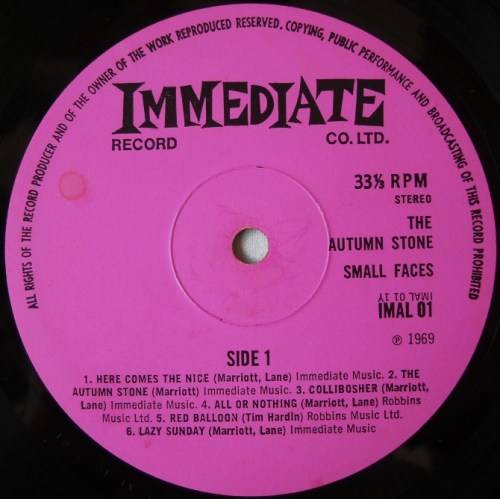 ALL RIGHTS OF THE RECORD PRODUCER AND OF THE OWNER OF THE WORK REPRODUCED RESERVED. COPYING, PUBLIC PERFORMANCE AND BROADCASTING OF THIS RECORD PROHIBITED
IMMEDIATE
RECORD CO. LTD.
33⅓ RPM
STEREO
THE
AUTUMN STONE
SMALL FACES
IMAL 01 1Y
IMAL 01
℗ 1969
SIDE 1
1. HERE COMES THE NICE (Marriott, Lane) Immediate Music. 2. THE
AUTUMN STONE (Marriott) Immediate Music. 3. COLLIBOSHER (Marriott,
Lane) Immediate Music. 4. ALL OR NOTHING (Marriott, Lane) Robbins
Music Ltd. 5. RED BALLOON (Tim Hardin) Robbins Music Ltd.
6. LAZY SUNDAY (Marriott, Lane) Immediate Music